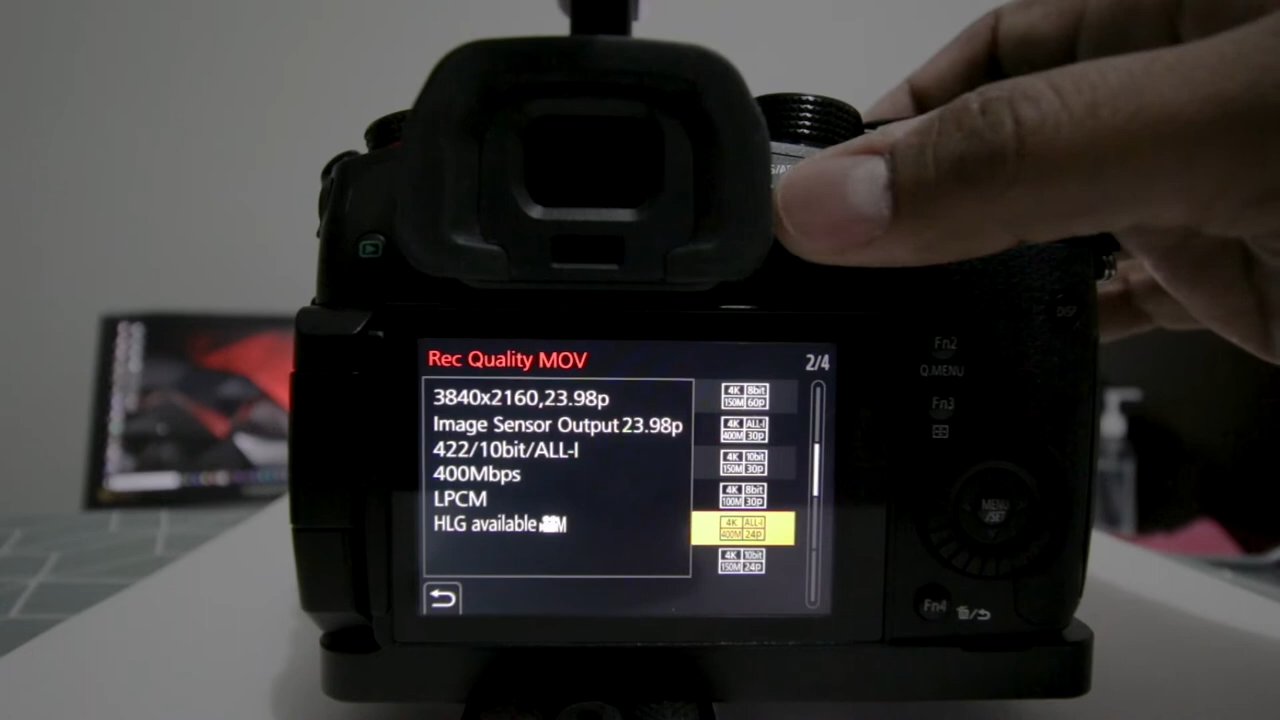 Rec Quality MOV
2/4
3840x2160,23.98p
Image Sensor Output 23.98p
422/10bit/ALL-I
400Mbps
LPCM
HLG available
4K 8bit
150M 60p
4K ALL-I
400M 30p
4K 10bit
150M 30p
4K 8bit
100M 30p
4K ALL-I
400M 24p
4K 10bit
150M 24p
DISP
Fn2
Q.MENU
Fn3
MENU
/SET
Fn4